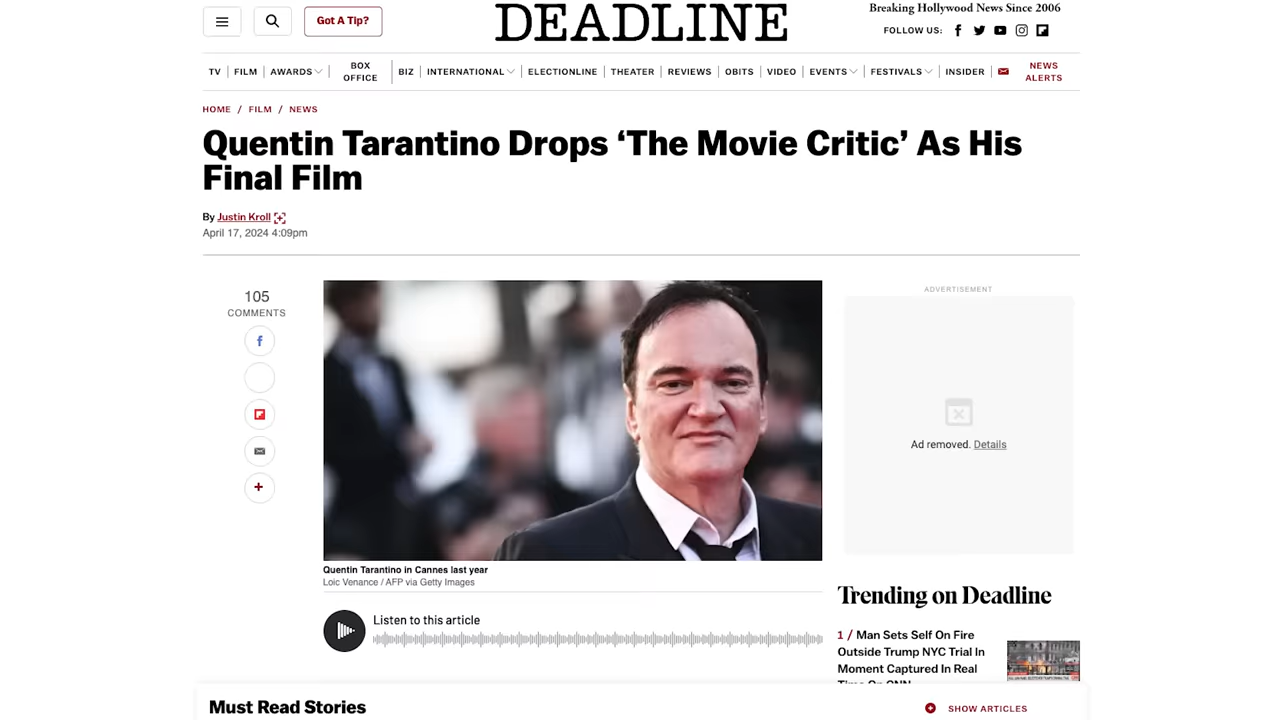 Got A Tip?
DEADLINE
Breaking Hollywood News Since 2006
FOLLOW US:
TV
FILM
AWARDS
BOX
OFFICE
BIZ
INTERNATIONAL
ELECTIONLINE
THEATER
REVIEWS
OBITS
VIDEO
EVENTS
FESTIVALS
INSIDER
NEWS
ALERTS
HOME / FILM / NEWS
Quentin Tarantino Drops ‘The Movie Critic’ As His
Final Film
By Justin Kroll
April 17, 2024 4:09pm
105
COMMENTS
Quentin Tarantino in Cannes last year
Loic Venance / AFP via Getty Images
Listen to this article
ADVERTISEMENT
Ad removed. Details
Trending on Deadline
1 / Man Sets Self On Fire
Outside Trump NYC Trial In
Moment Captured In Real
Time On CNN
Must Read Stories
SHOW ARTICLES